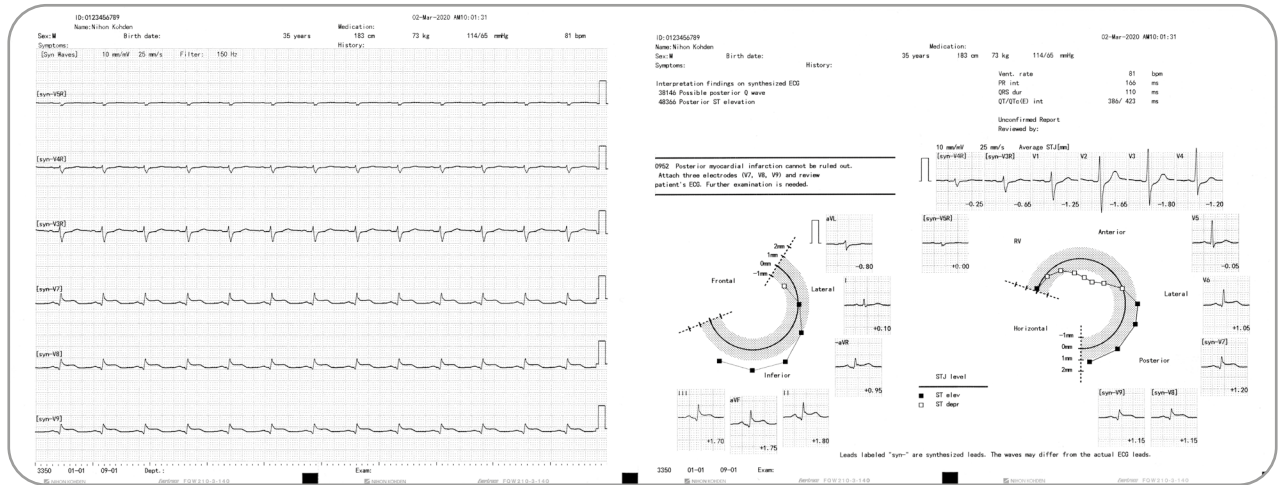 ID:0123456789
02-Mar-2020 AM10:01:31
Name:Nihon Kohden
Medication:
Sex:M Birth date: 35 years 183 cm 73 kg 114/65 mmHg 81 bpm
Symptoms: History:
[Syn Waves] 10 mm/mV 25 mm/s Filter: 150 Hz
[syn-V5R]
[syn-V4R]
[syn-V3R]
[syn-V7]
[syn-V8]
[syn-V9]
3350 01-01 09-01 Dept.: Exam:
NIHON KOHDEN
FQW210-3-140
02-Mar-2020 AM10:01:31
ID:0123456789
Name:Nihon Kohden
Medication:
Sex:M Birth date: 35 years 183 cm 73 kg 114/65 mmHg
Symptoms: History:
Vent. rate 81 bpm
PR int 166 ms
QRS dur 110 ms
QT/QTc(E) int 386/ 423 ms
Interpretation findings on synthesized ECG
38146 Possible posterior Q wave
48366 Posterior ST elevation
Unconfirmed Report
Reviewed by:
0952 Posterior myocardial infarction cannot be ruled out.
Attach three electrodes (V7, V8, V9) and review
patient's ECG. Further examination is needed.
10 mm/mV 25 mm/s Average STJ[mm]
[syn-V4R] [syn-V3R] V1 V2 V3 V4
-0.25 -0.65 -1.25 -1.65 -1.80 -1.20
aVL
-0.80
2mm
1mm
0mm
-1mm
Frontal
Lateral
I
+0.10
-aVR
+0.95
Inferior
III
+1.70
aVF
+1.75
II
+1.80
[syn-V5R]
+0.00
RV
Anterior
V5
-0.05
Lateral
V6
+1.05
Horizontal
-1mm
0mm
1mm
2mm
Posterior
[syn-V7]
+1.20
STJ level
ST elev
ST depr
[syn-V9]
+1.15
[syn-V8]
+1.15
Leads labeled "syn-" are synthesized leads. The waves may differ from the actual ECG leads.
3350 01-01 09-01 Exam:
NIHON KOHDEN
FQW210-3-140